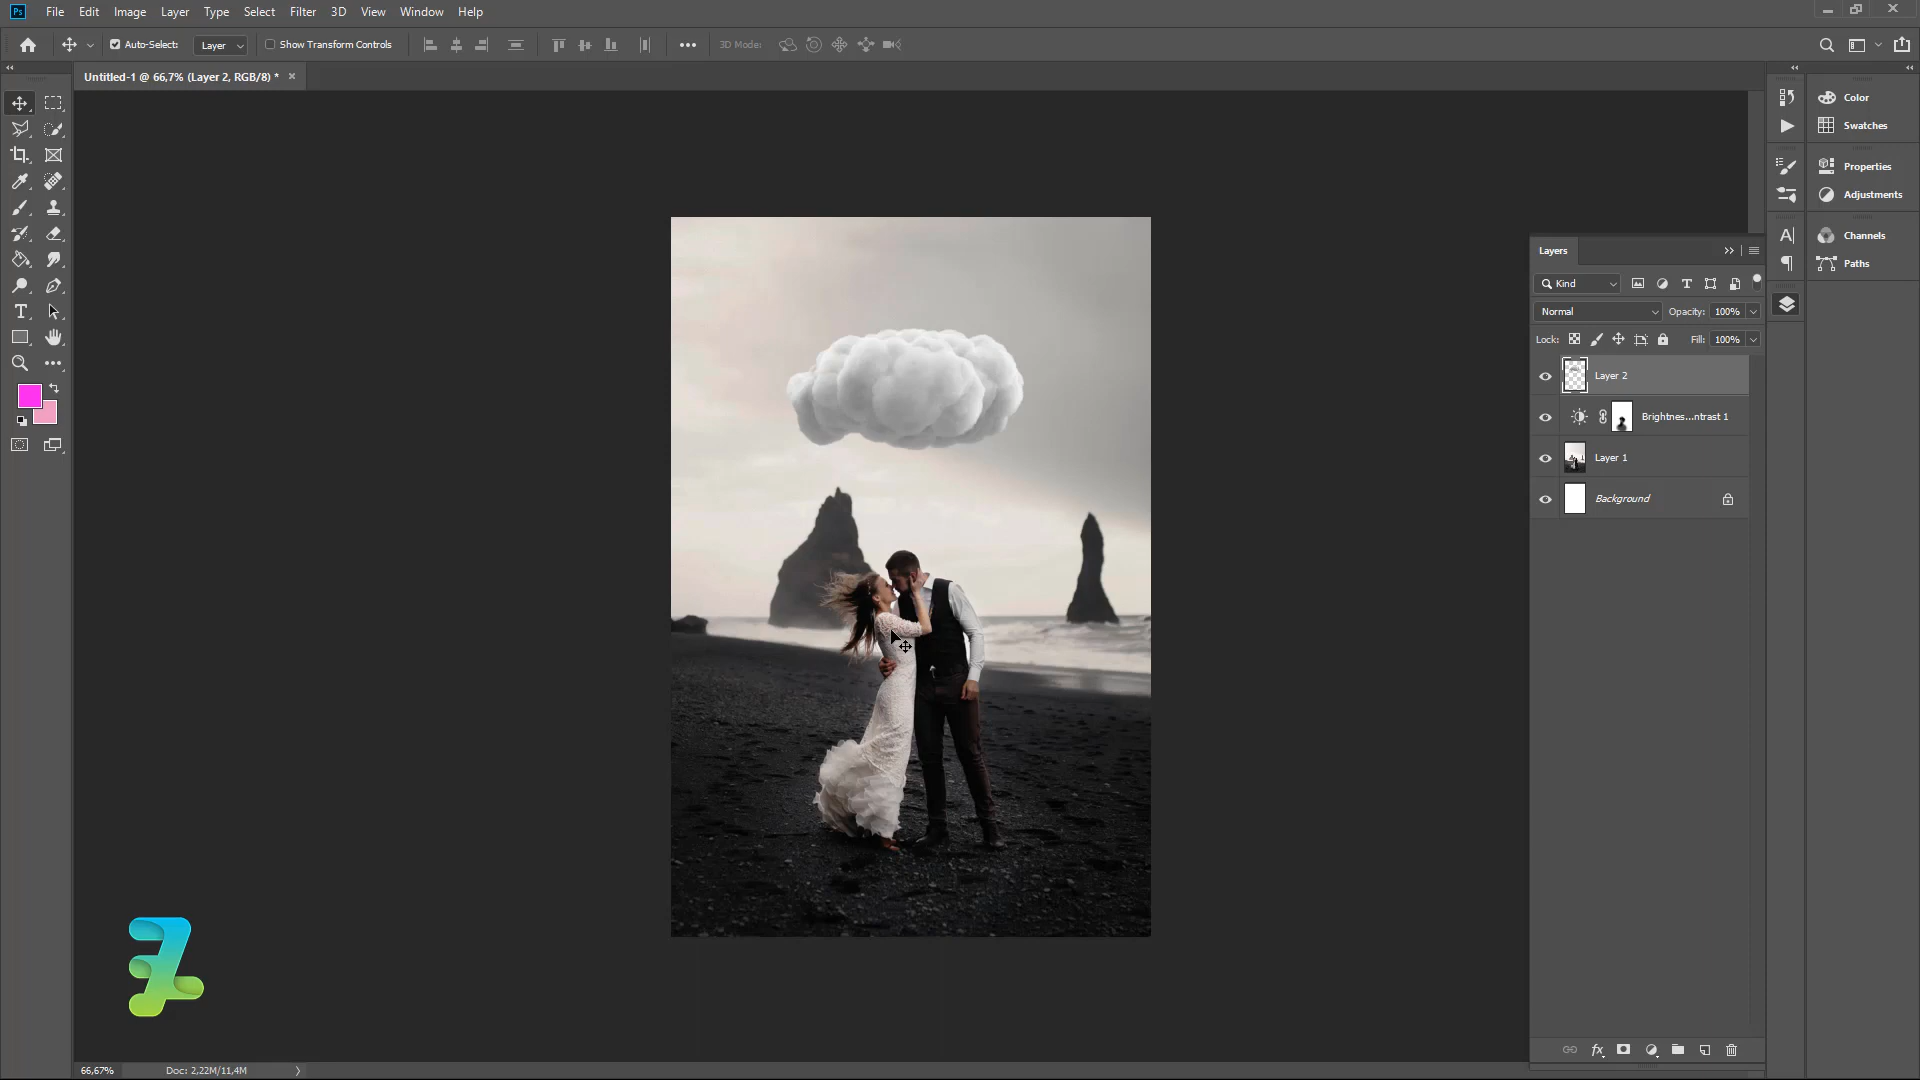 Ps File Edit Image Layer Type Select Filter 3D View Window Help
Auto-Select: Layer Show Transform Controls 3D Mode:
Untitled-1 @ 66,7% (Layer 2, RGB/8) *
Color
Swatches
Properties
Adjustments
Channels
Paths
Layers
Kind
Normal Opacity: 100%
Lock: Fill: 100%
Layer 2
Brightnes...ntrast 1
Layer 1
Background
66,67% Doc: 2,22M/11,4M